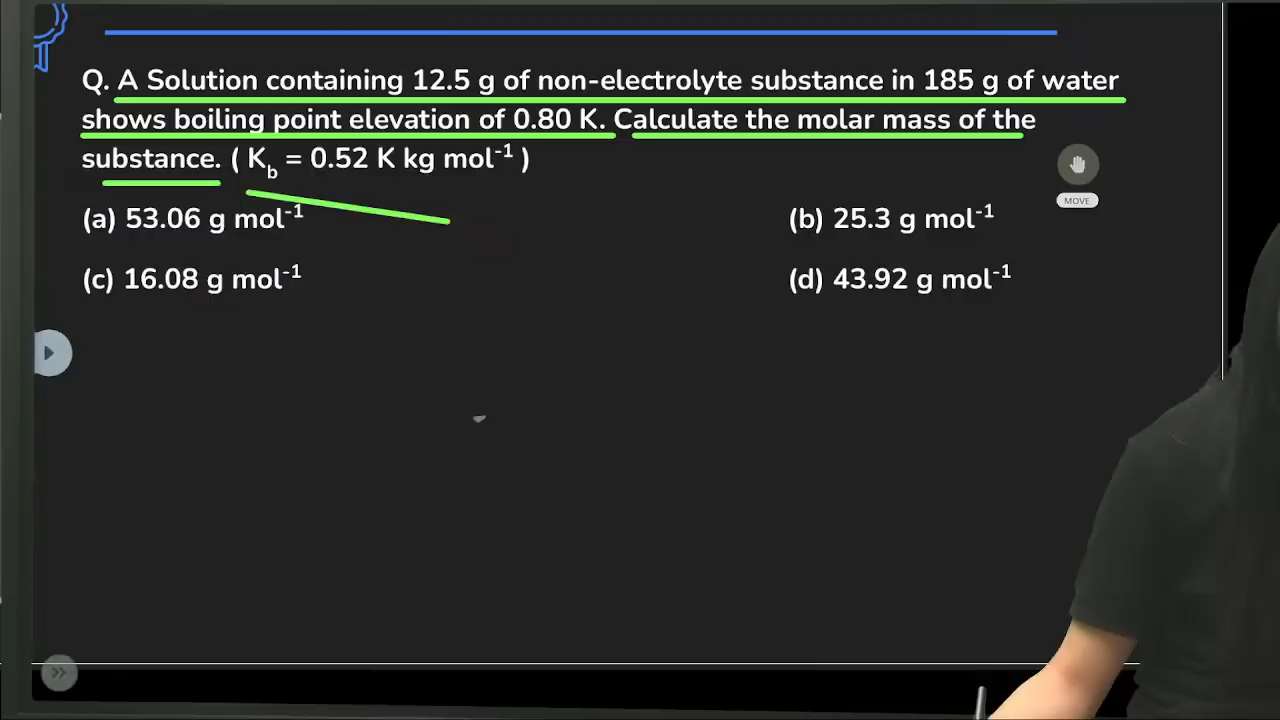 Q. A Solution containing 12.5 g of non-electrolyte substance in 185 g of water
shows boiling point elevation of 0.80 K. Calculate the molar mass of the
substance. ( K_b = 0.52 K kg mol⁻¹ )
(a) 53.06 g mol⁻¹ (b) 25.3 g mol⁻¹
(c) 16.08 g mol⁻¹ (d) 43.92 g mol⁻¹
MOVE